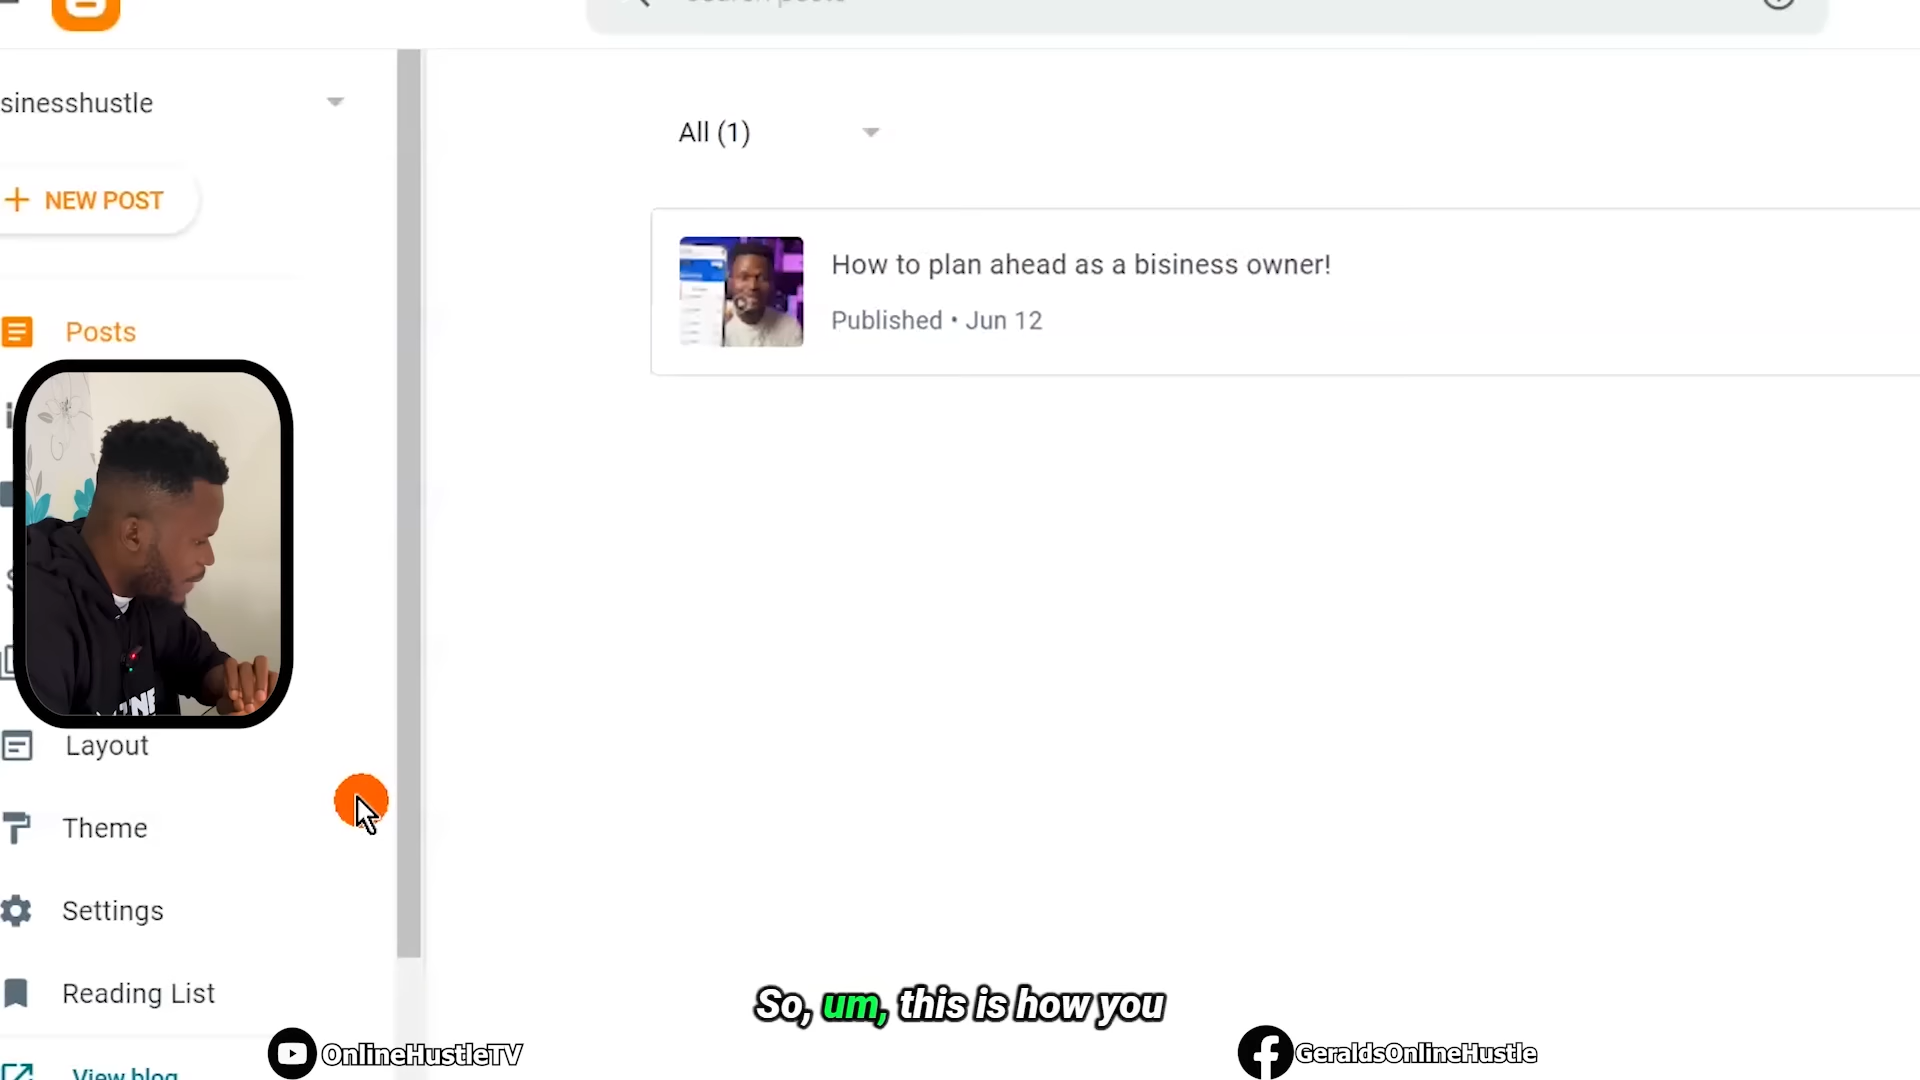 sinesshustle
All (1)
+ NEW POST
How to plan ahead as a bisiness owner!
Published • Jun 12
Posts
Layout
Theme
Settings
Reading List
View blog
So, um, this is how you
OnlineHustleTV
GeraldsOnlineHustle